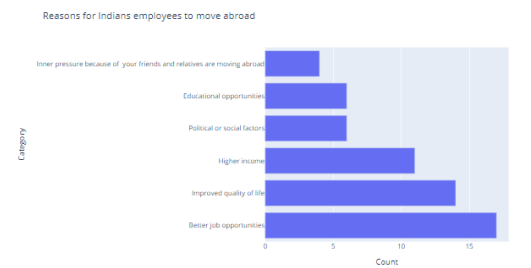 Reasons for Indians employees to move abroad
Inner pressure because of your friends and relatives are moving abroad
Educational opportunities
Political or social factors
Higher income
Improved quality of life
Better job opportunities
Category
0 5 10 15
Count